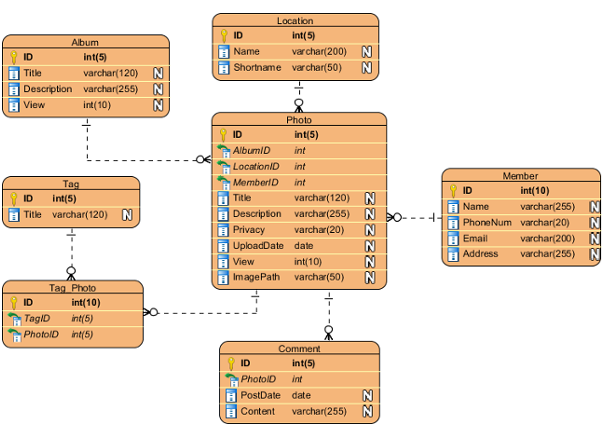 Album
ID int(5)
Title varchar(120) N
Description varchar(255) N
View int(10) N
Location
ID int(5)
Name varchar(200) N
Shortname varchar(50) N
Photo
ID int(5)
AlbumID int
LocationID int
MemberID int
Title varchar(120) N
Description varchar(255) N
Privacy varchar(20) N
UploadDate date N
View int(10) N
ImagePath varchar(50) N
Member
ID int(10)
Name varchar(255) N
PhoneNum varchar(20) N
Email varchar(200) N
Address varchar(255) N
Tag
ID int(5)
Title varchar(120) N
Tag_Photo
ID int(10)
TagID int(5)
PhotoID int(5)
Comment
ID int(5)
PhotoID int
PostDate date N
Content varchar(255) N